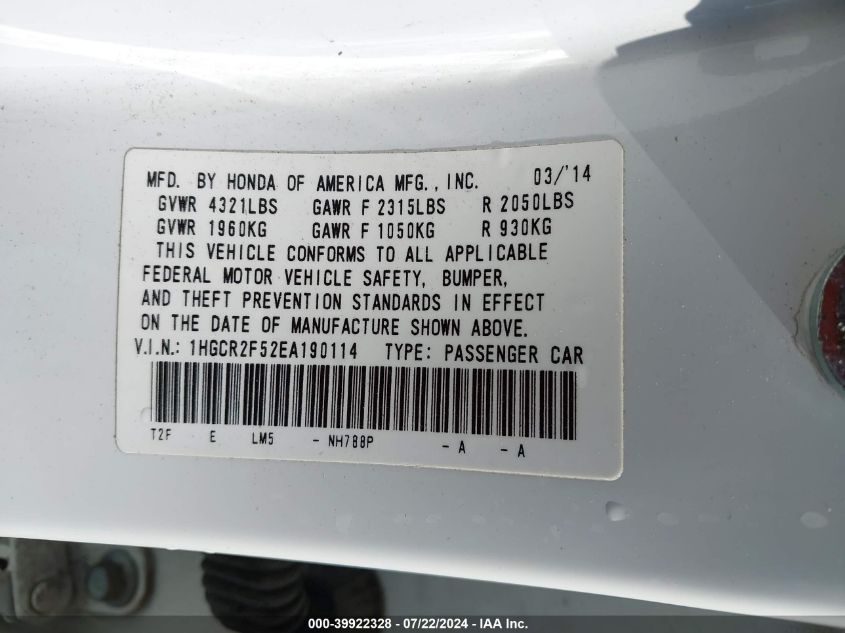 MFD. BY HONDA OF AMERICA MFG., INC. 03/'14
GVWR 4321LBS GAWR F 2315LBS R 2050LBS
GVWR 1960KG GAWR F 1050KG R 930KG
THIS VEHICLE CONFORMS TO ALL APPLICABLE
FEDERAL MOTOR VEHICLE SAFETY, BUMPER,
AND THEFT PREVENTION STANDARDS IN EFFECT
ON THE DATE OF MANUFACTURE SHOWN ABOVE.
V.I.N.: 1HGCR2F52EA190114 TYPE: PASSENGER CAR
T2F E LM5 - NH788P - A - A
000-39922328 - 07/22/2024 - IAA Inc.